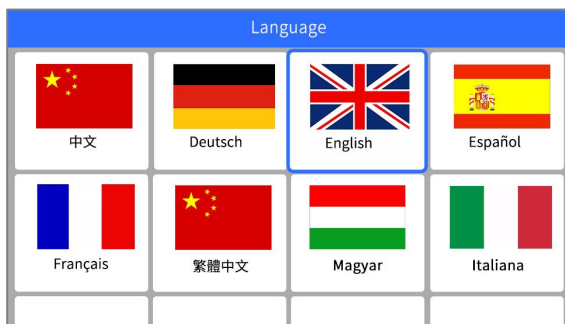 Language
中文
Deutsch
English
Español
Français
繁體中文
Magyar
Italiana